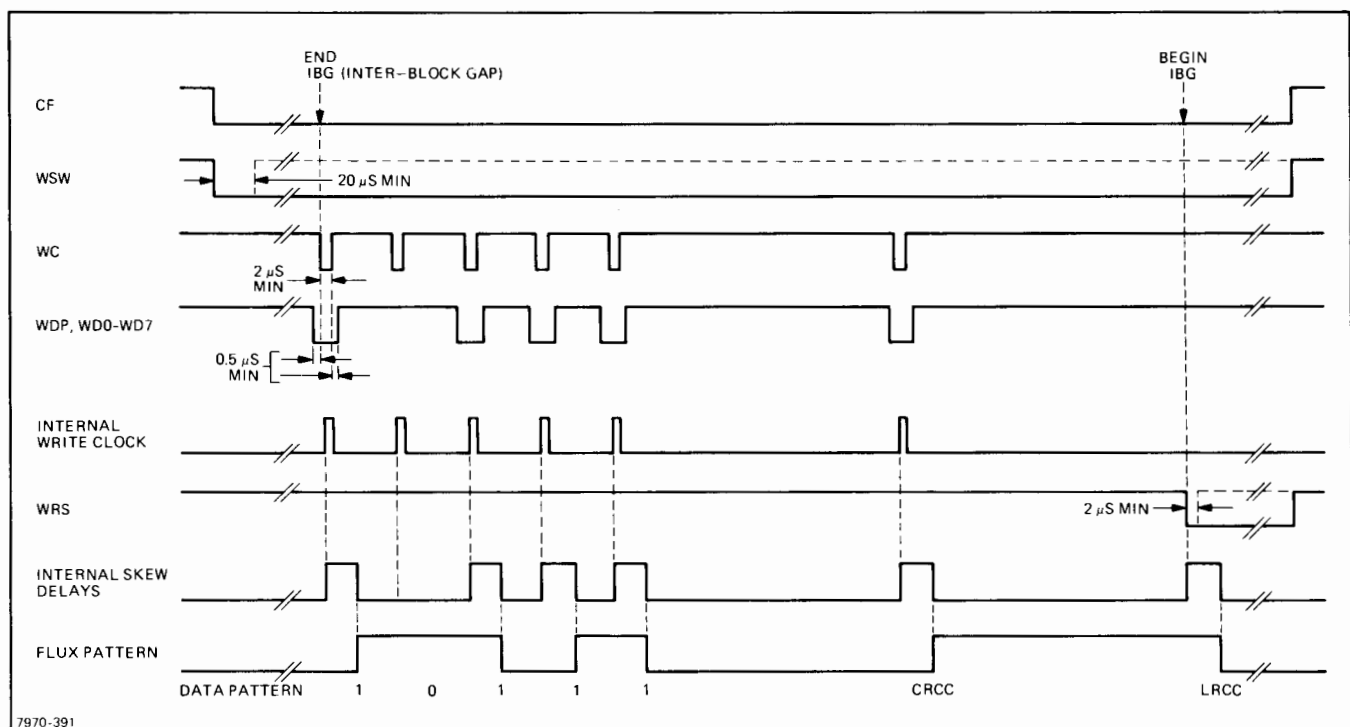 END
IBG (INTER-BLOCK GAP)
BEGIN
IBG
CF
WSW
20 μS MIN
WC
2 μS
MIN
WDP, WD0-WD7
0.5 μS
MIN
INTERNAL
WRITE CLOCK
WRS
2 μS MIN
INTERNAL SKEW
DELAYS
FLUX PATTERN
DATA PATTERN 1 0 1 1 1 CRCC LRCC
7970-391